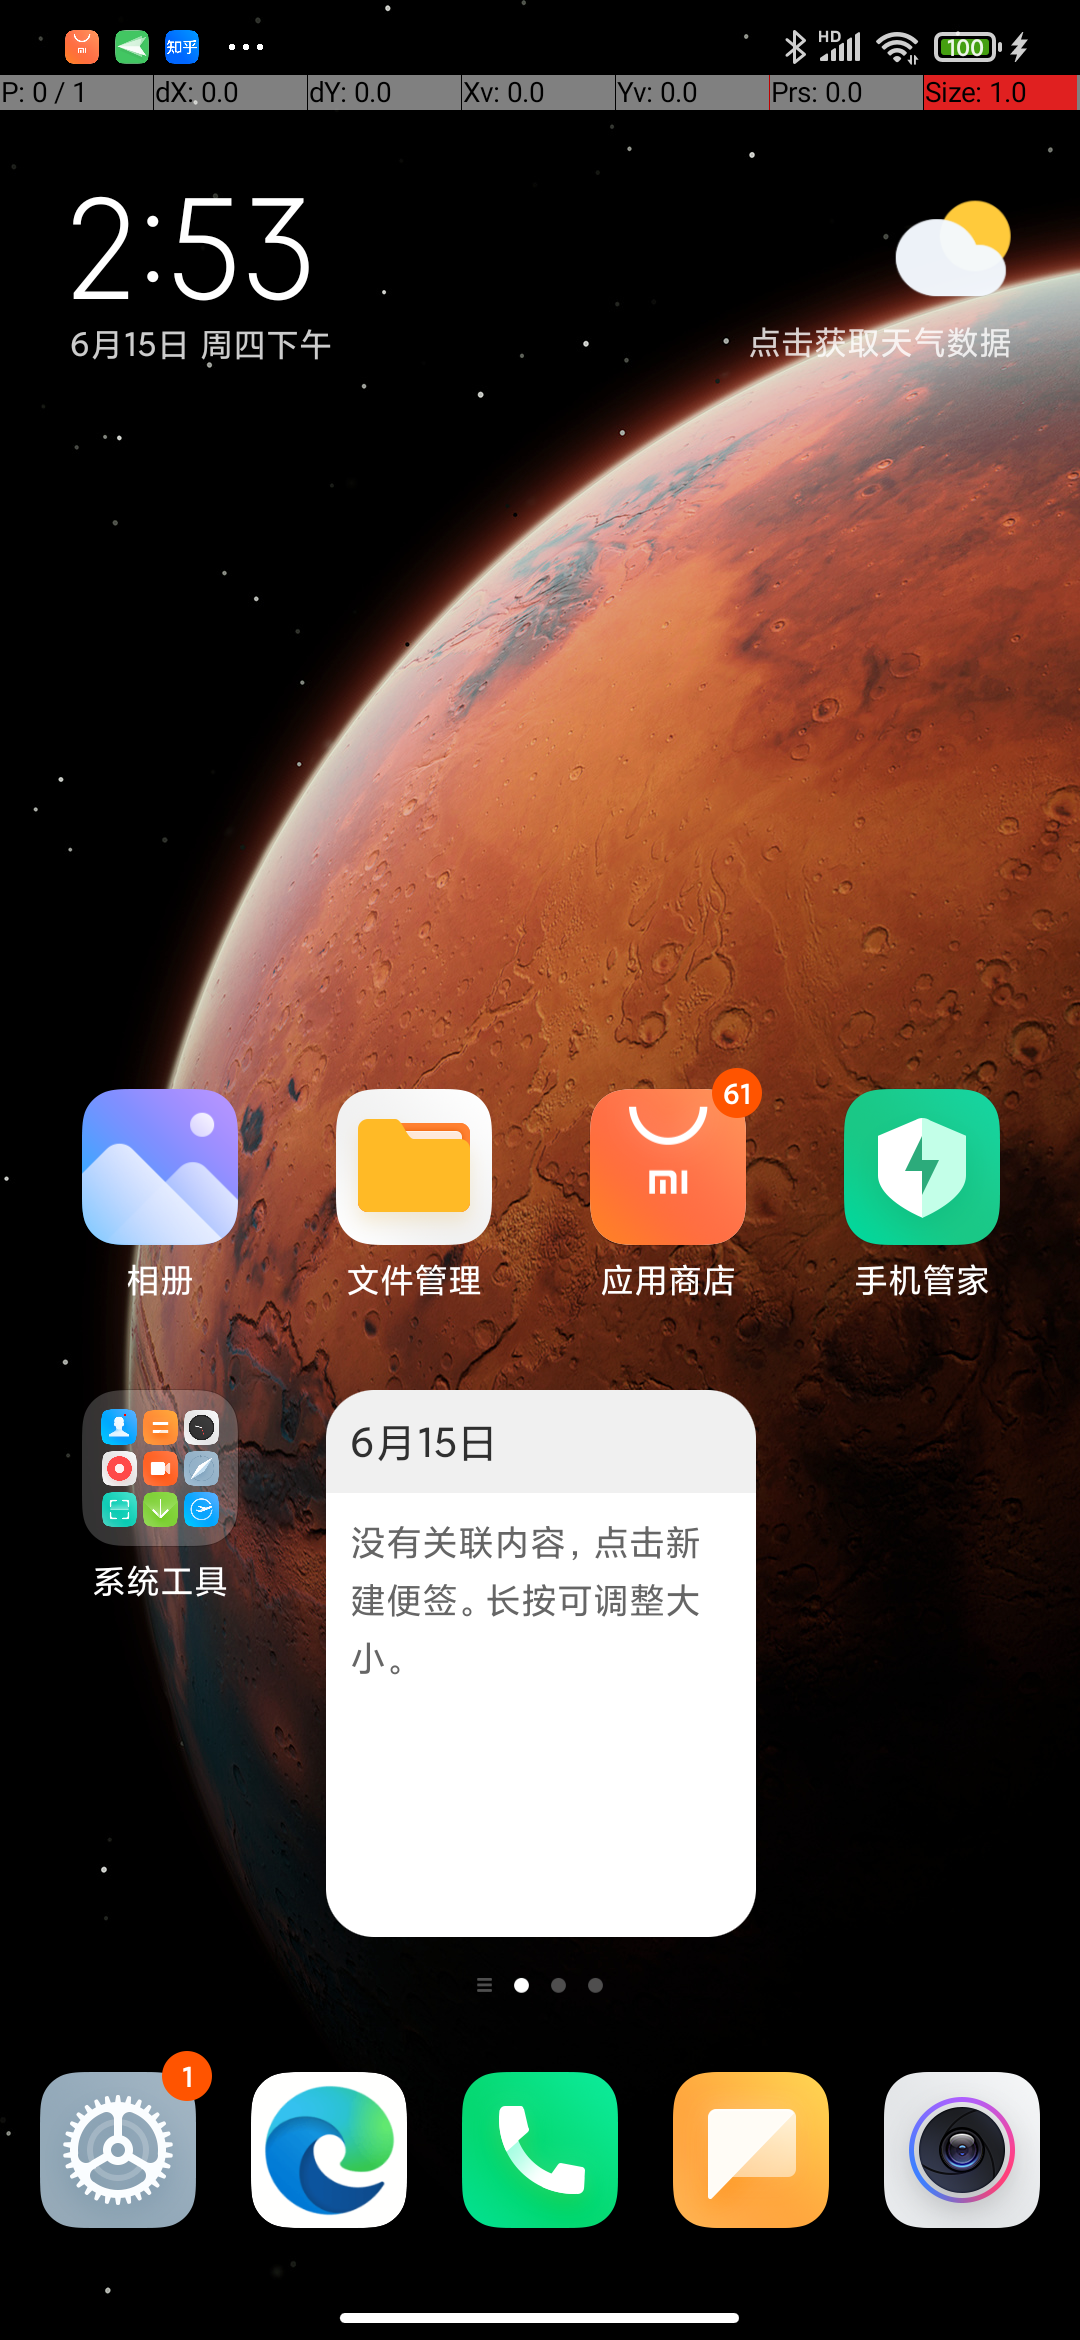 知乎
HD
100
P: 0 / 1
dX: 0.0
dY: 0.0
Xv: 0.0
Yv: 0.0
Prs: 0.0
Size: 1.0
2:53
6月15日 周四下午
点击获取天气数据
61
mi
相册
文件管理
应用商店
手机管家
系统工具
6月15日
没有关联内容，点击新
建便签。长按可调整大
小。
1